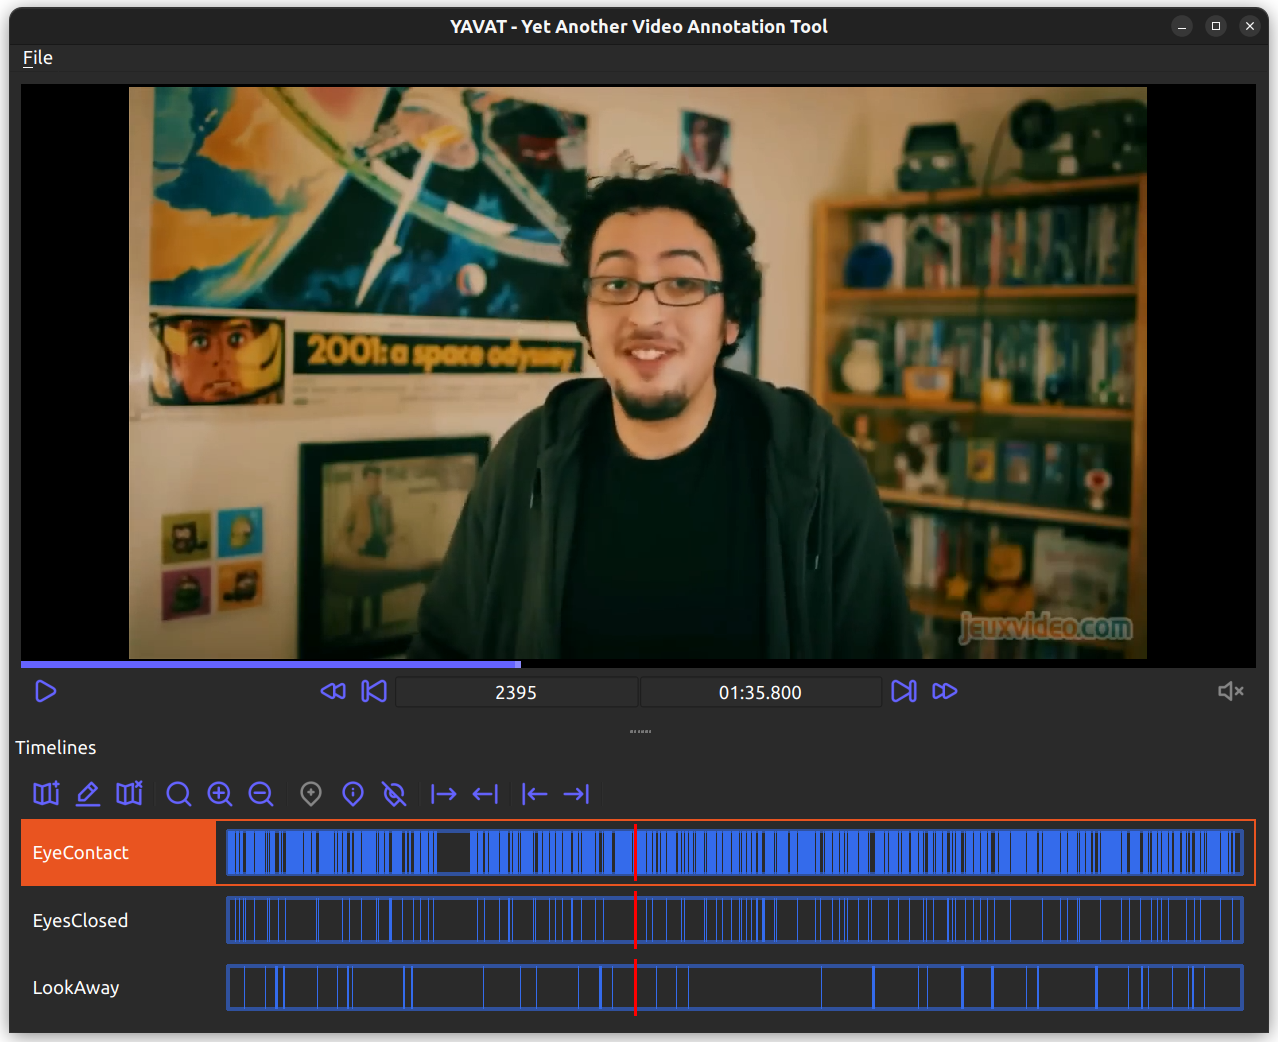 YAVAT - Yet Another Video Annotation Tool
File
2001: a space odyssey
jeuxvideo.com
2395
01:35.800
Timelines
EyeContact
EyesClosed
LookAway